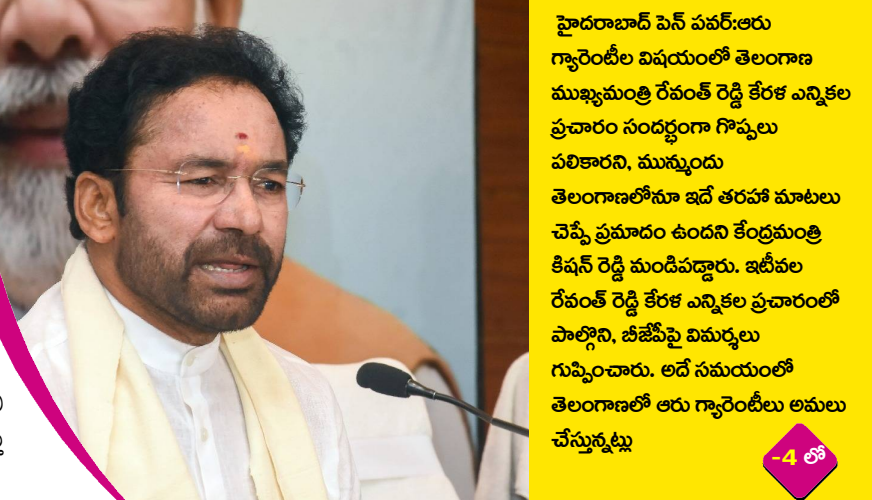 హైదరాబాద్ పెన్ పవర్:ఆరు
గ్యారెంటీల విషయంలో తెలంగాణ
ముఖ్యమంత్రి రేవంత్ రెడ్డి కేరళ ఎన్నికల
ప్రచారం సందర్భంగా గొప్పలు
పలికారని, మున్ముందు
తెలంగాణలోనూ ఇదే తరహా మాటలు
చెప్పే ప్రమాదం ఉందని కేంద్రమంత్రి
కిషన్ రెడ్డి మండిపడ్డారు. ఇటీవల
రేవంత్ రెడ్డి కేరళ ఎన్నికల ప్రచారంలో
పాల్గొని, బీజేపీపై విమర్శలు
గుప్పించారు. అదే సమయంలో
తెలంగాణలో ఆరు గ్యారెంటీలు అమలు
చేస్తున్నట్లు
-4 లో